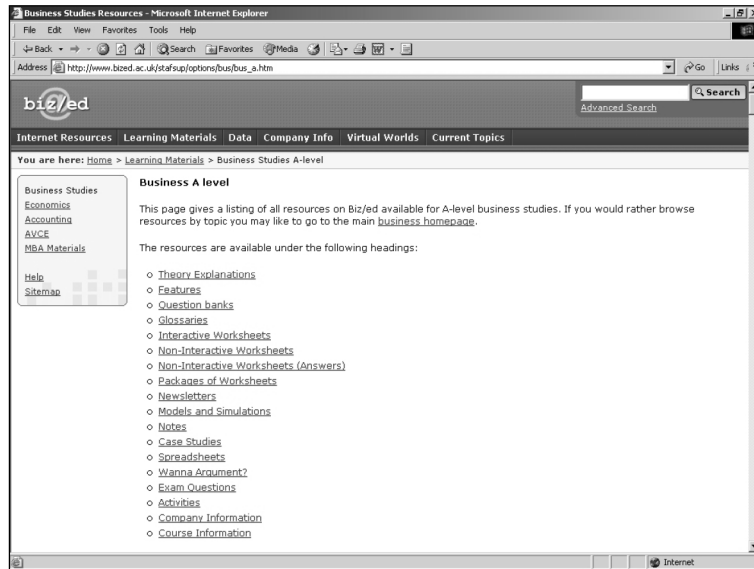 Business Studies Resources - Microsoft Internet Explorer
File Edit View Favorites Tools Help
Back Search Favorites Media
Address http://www.bized.ac.uk/stafsup/options/bus/bus_a.htm Go Links
biz/ed
Search
Advanced Search
Internet Resources Learning Materials Data Company Info Virtual Worlds Current Topics
You are here: Home > Learning Materials > Business Studies A-level
Business Studies
Economics
Accounting
AVCE
MBA Materials
Help
Sitemap
Business A level
This page gives a listing of all resources on Biz/ed available for A-level business studies. If you would rather browse
resources by topic you may like to go to the main business homepage.
The resources are available under the following headings:
Theory Explanations
Features
Question banks
Glossaries
Interactive Worksheets
Non-Interactive Worksheets
Non-Interactive Worksheets (Answers)
Packages of Worksheets
Newsletters
Models and Simulations
Notes
Case Studies
Spreadsheets
Wanna Argument?
Exam Questions
Activities
Company Information
Course Information
Internet